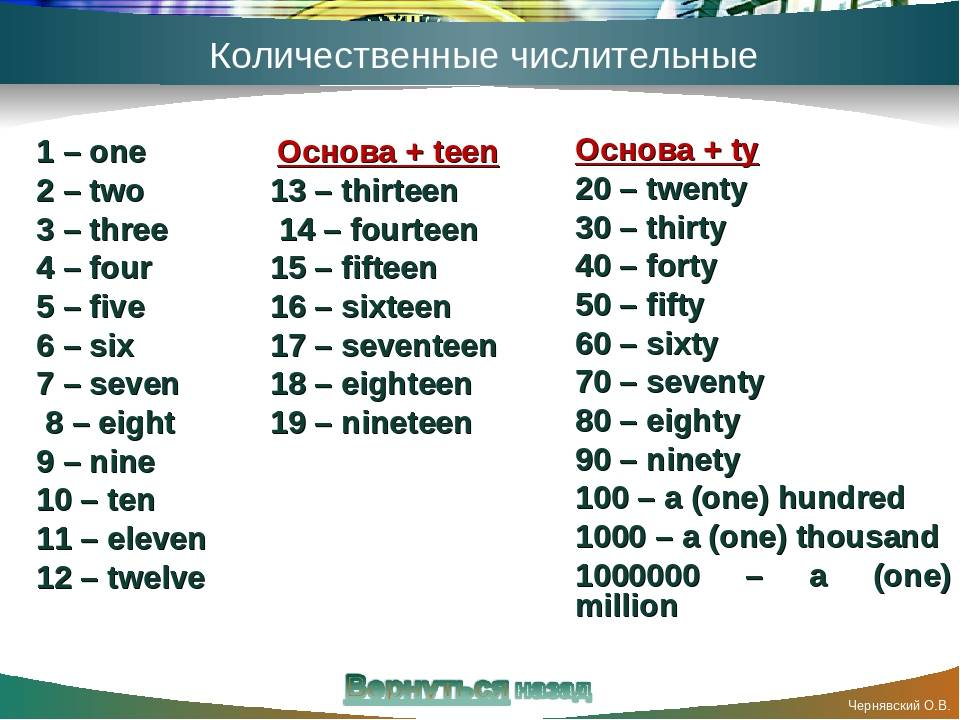 Количественные числительные
1 – one
2 – two
3 – three
4 – four
5 – five
6 – six
7 – seven
8 – eight
9 – nine
10 – ten
11 – eleven
12 – twelve
Основа + teen
13 – thirteen
14 – fourteen
15 – fifteen
16 – sixteen
17 – seventeen
18 – eighteen
19 – nineteen
Основа + ty
20 – twenty
30 – thirty
40 – forty
50 – fifty
60 – sixty
70 – seventy
80 – eighty
90 – ninety
100 – a (one) hundred
1000 – a (one) thousand
1000000 – a (one)
million
Вернуться назад
Чернявский О.В.